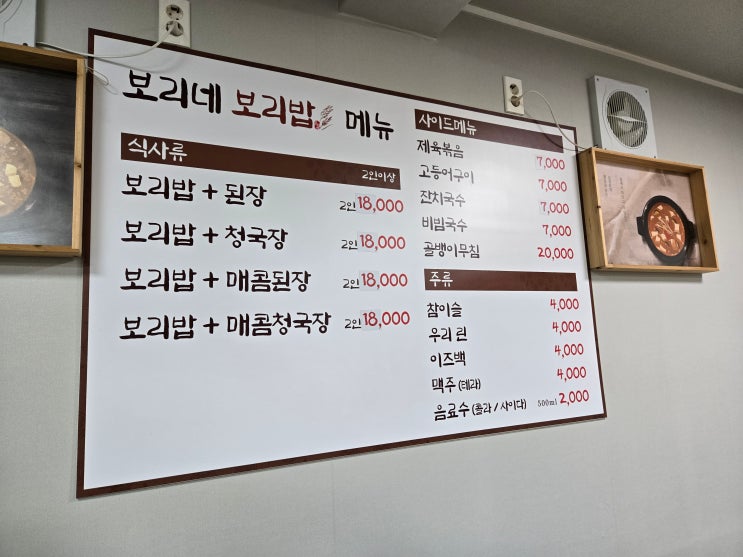 보리네 보리밥 메뉴
식사류
2인이상
보리밥 + 된장 2인 18,000
보리밥 + 청국장 2인 18,000
보리밥 + 매콤된장 2인 18,000
보리밥 + 매콤청국장 2인 18,000
사이드메뉴
제육볶음 7,000
고등어구이 7,000
잔치국수 7,000
비빔국수 7,000
골뱅이무침 20,000
주류
참이슬 4,000
우리 린 4,000
이즈백 4,000
맥주 (테라) 4,000
음료수 (콜라 / 사이다) 500ml 2,000